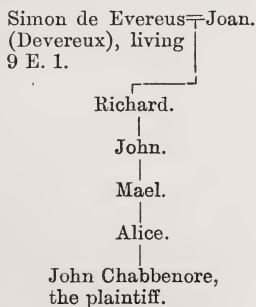 Simon de Evereus=Joan.
(Devereux), living
9 E. 1.
Richard.
John.
Mael.
Alice.
John Chabbenore,
the plaintiff.